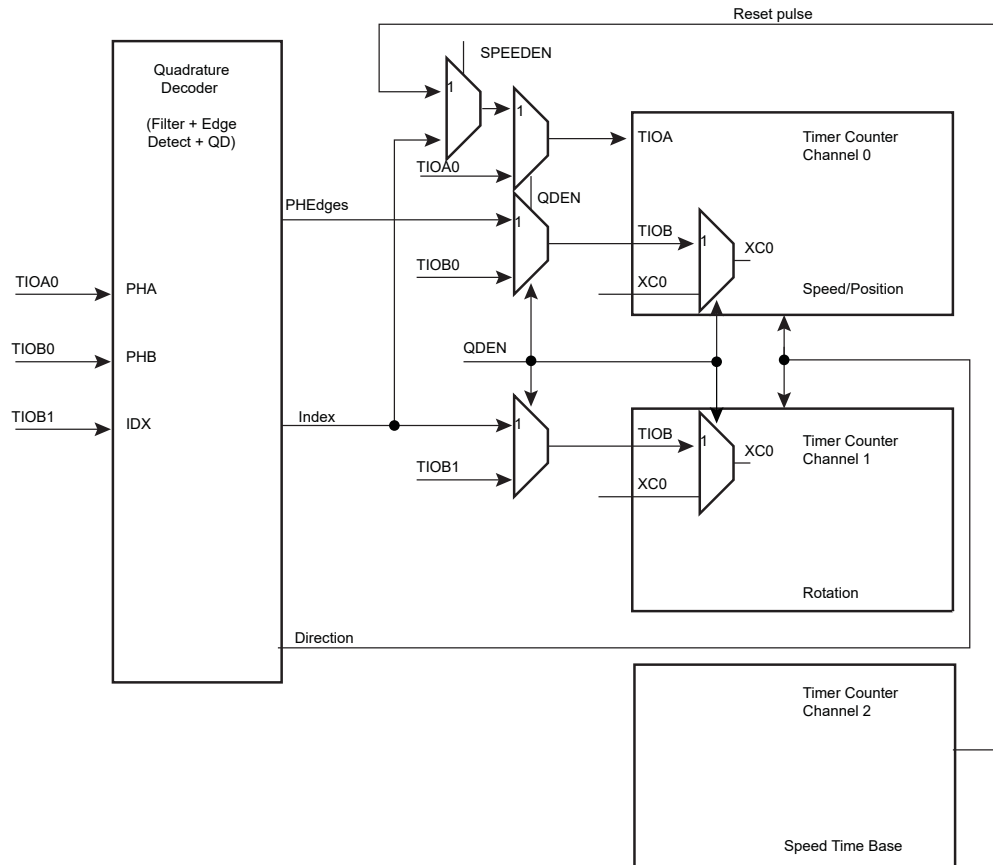 Reset pulse
SPEEDEN
1
1
Quadrature
Decoder
(Filter + Edge
Detect + QD)
TIOA
Timer Counter
Channel 0
TIOA0
QDEN
PHEdges
1
TIOB
1
XC0
TIOB0
XC0
Speed/Position
TIOA0
PHA
TIOB0
PHB
QDEN
TIOB1
IDX
Index
1
TIOB
1
XC0
Timer Counter
Channel 1
TIOB1
XC0
Rotation
Direction
Timer Counter
Channel 2
Speed Time Base